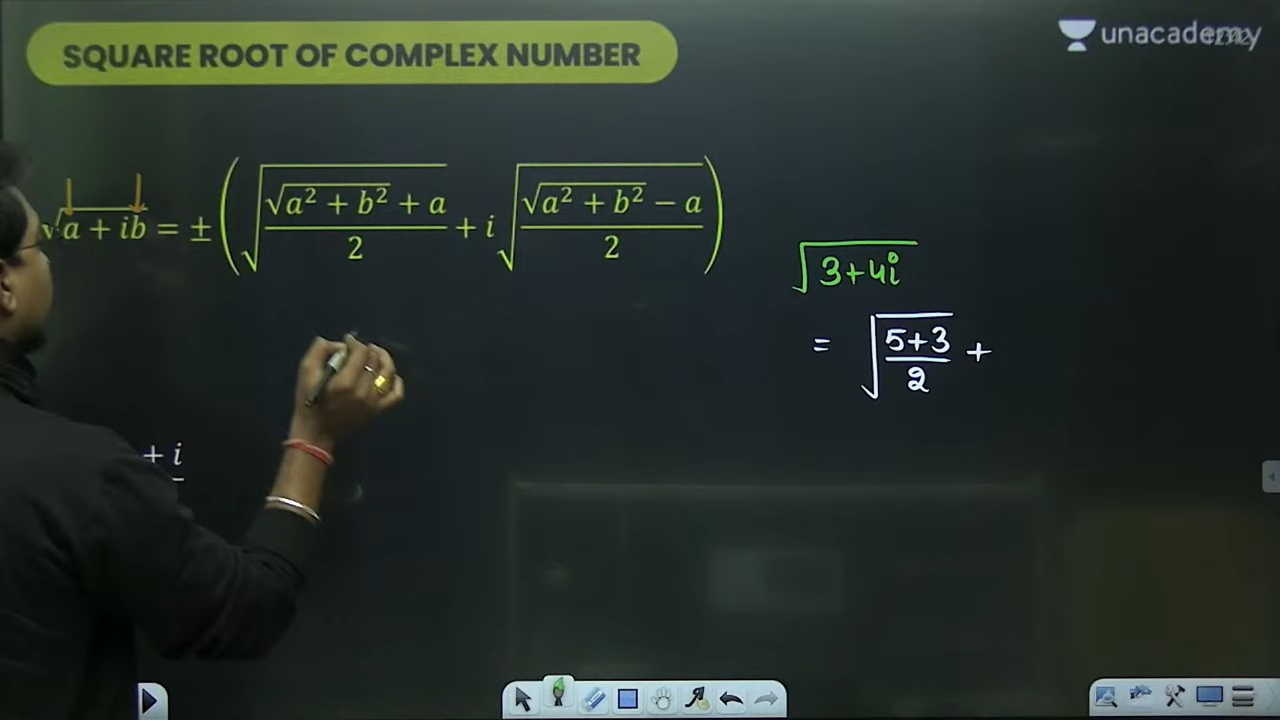 SQUARE ROOT OF COMPLEX NUMBER
unacademy
√(a + ib) = ± ( √((√(a² + b²) + a)/2) + i √((√(a² + b²) − a)/2) )
√(3+4i)
= √((5+3)/2) +
+ i